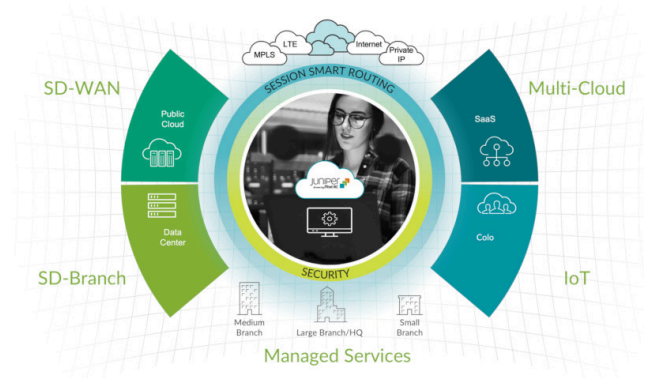 MPLS
LTE
Internet
Private
IP
SESSION SMART ROUTING
SD-WAN
Multi-Cloud
Public
Cloud
SaaS
JUNIPEr
Data
Center
Colo
SD-Branch
IoT
SECURITY
Medium
Branch
Large Branch/HQ
Small
Branch
Managed Services